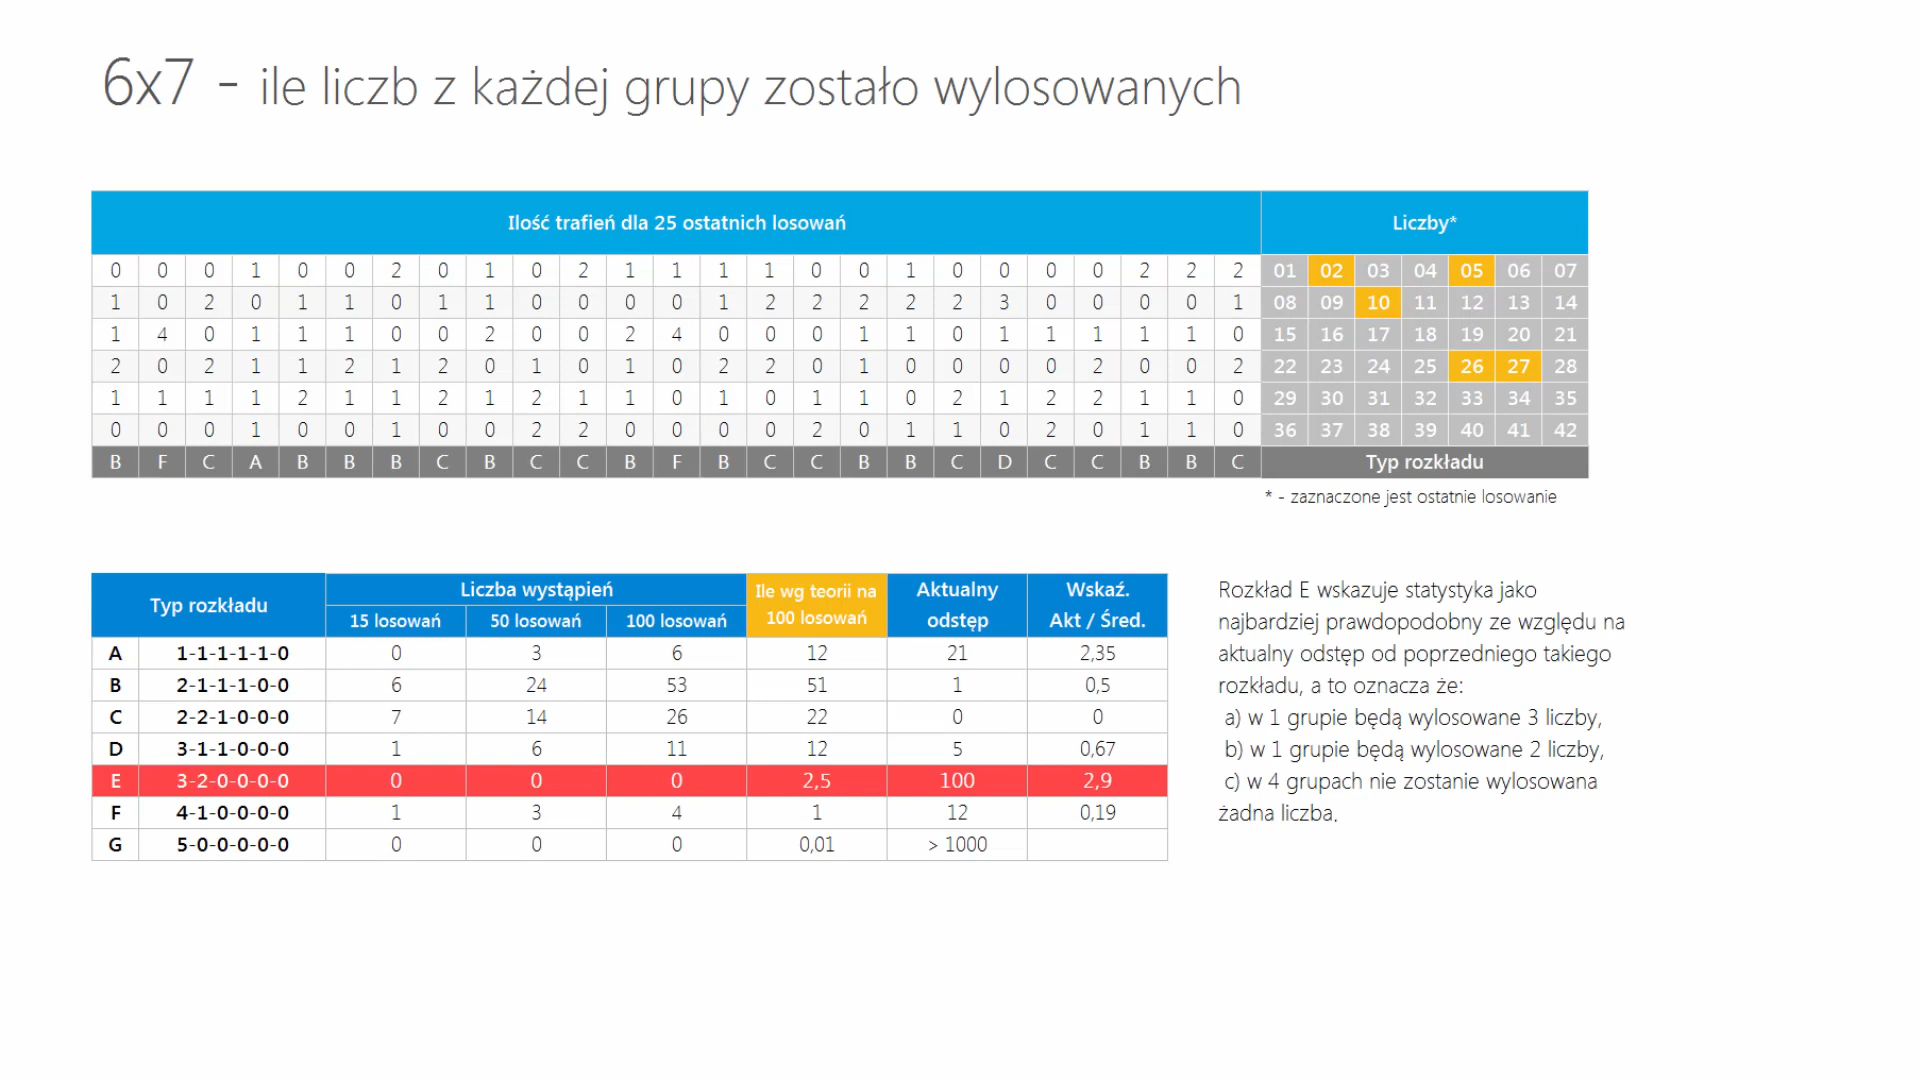 6x7 - ile liczb z każdej grupy zostało wylosowanych
Ilość trafień dla 25 ostatnich losowań Liczby*
0 0 0 1 0 0 2 0 1 0 2 1 1 1 1 0 0 1 0 0 0 0 2 2 2 01 02 03 04 05 06 07
1 0 2 0 1 1 0 1 1 0 0 0 0 1 2 2 2 2 2 3 0 0 0 0 1 08 09 10 11 12 13 14
1 4 0 1 1 1 0 0 2 0 0 2 4 0 0 0 1 1 0 1 1 1 1 1 0 15 16 17 18 19 20 21
2 0 2 1 1 2 1 2 0 1 0 1 0 2 2 0 1 0 0 0 0 2 0 0 2 22 23 24 25 26 27 28
1 1 1 1 2 1 1 2 1 2 1 1 0 1 0 1 1 0 2 1 2 2 1 1 0 29 30 31 32 33 34 35
0 0 0 1 0 0 1 0 0 2 2 0 0 0 0 2 0 1 1 0 2 0 1 1 0 36 37 38 39 40 41 42
B F C A B B B C B C C B F B C C B B C D C C B B C Typ rozkładu
* - zaznaczone jest ostatnie losowanie
Typ rozkładu Liczba wystąpień Ile wg teorii na 100 losowań Aktualny odstęp Wskaź. Akt / Śred.
15 losowań 50 losowań 100 losowań
A 1-1-1-1-1-0 0 3 6 12 21 2,35
B 2-1-1-1-0-0 6 24 53 51 1 0,5
C 2-2-1-0-0-0 7 14 26 22 0 0
D 3-1-1-0-0-0 1 6 11 12 5 0,67
E 3-2-0-0-0-0 0 0 0 2,5 100 2,9
F 4-1-0-0-0-0 1 3 4 1 12 0,19
G 5-0-0-0-0-0 0 0 0 0,01 > 1000
Rozkład E wskazuje statystyka jako
najbardziej prawdopodobny ze względu na
aktualny odstęp od poprzedniego takiego
rozkładu, a to oznacza że:
a) w 1 grupie będą wylosowane 3 liczby,
b) w 1 grupie będą wylosowane 2 liczby,
c) w 4 grupach nie zostanie wylosowana
żadna liczba.